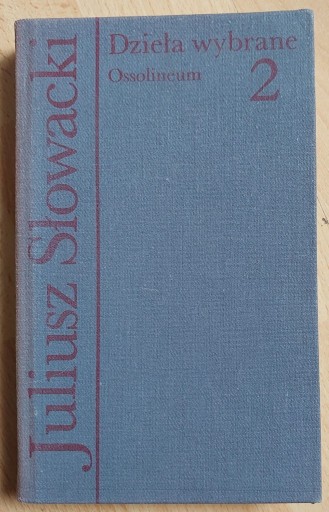 Juliusz Słowacki
Dzieła wybrane
Ossolineum
2